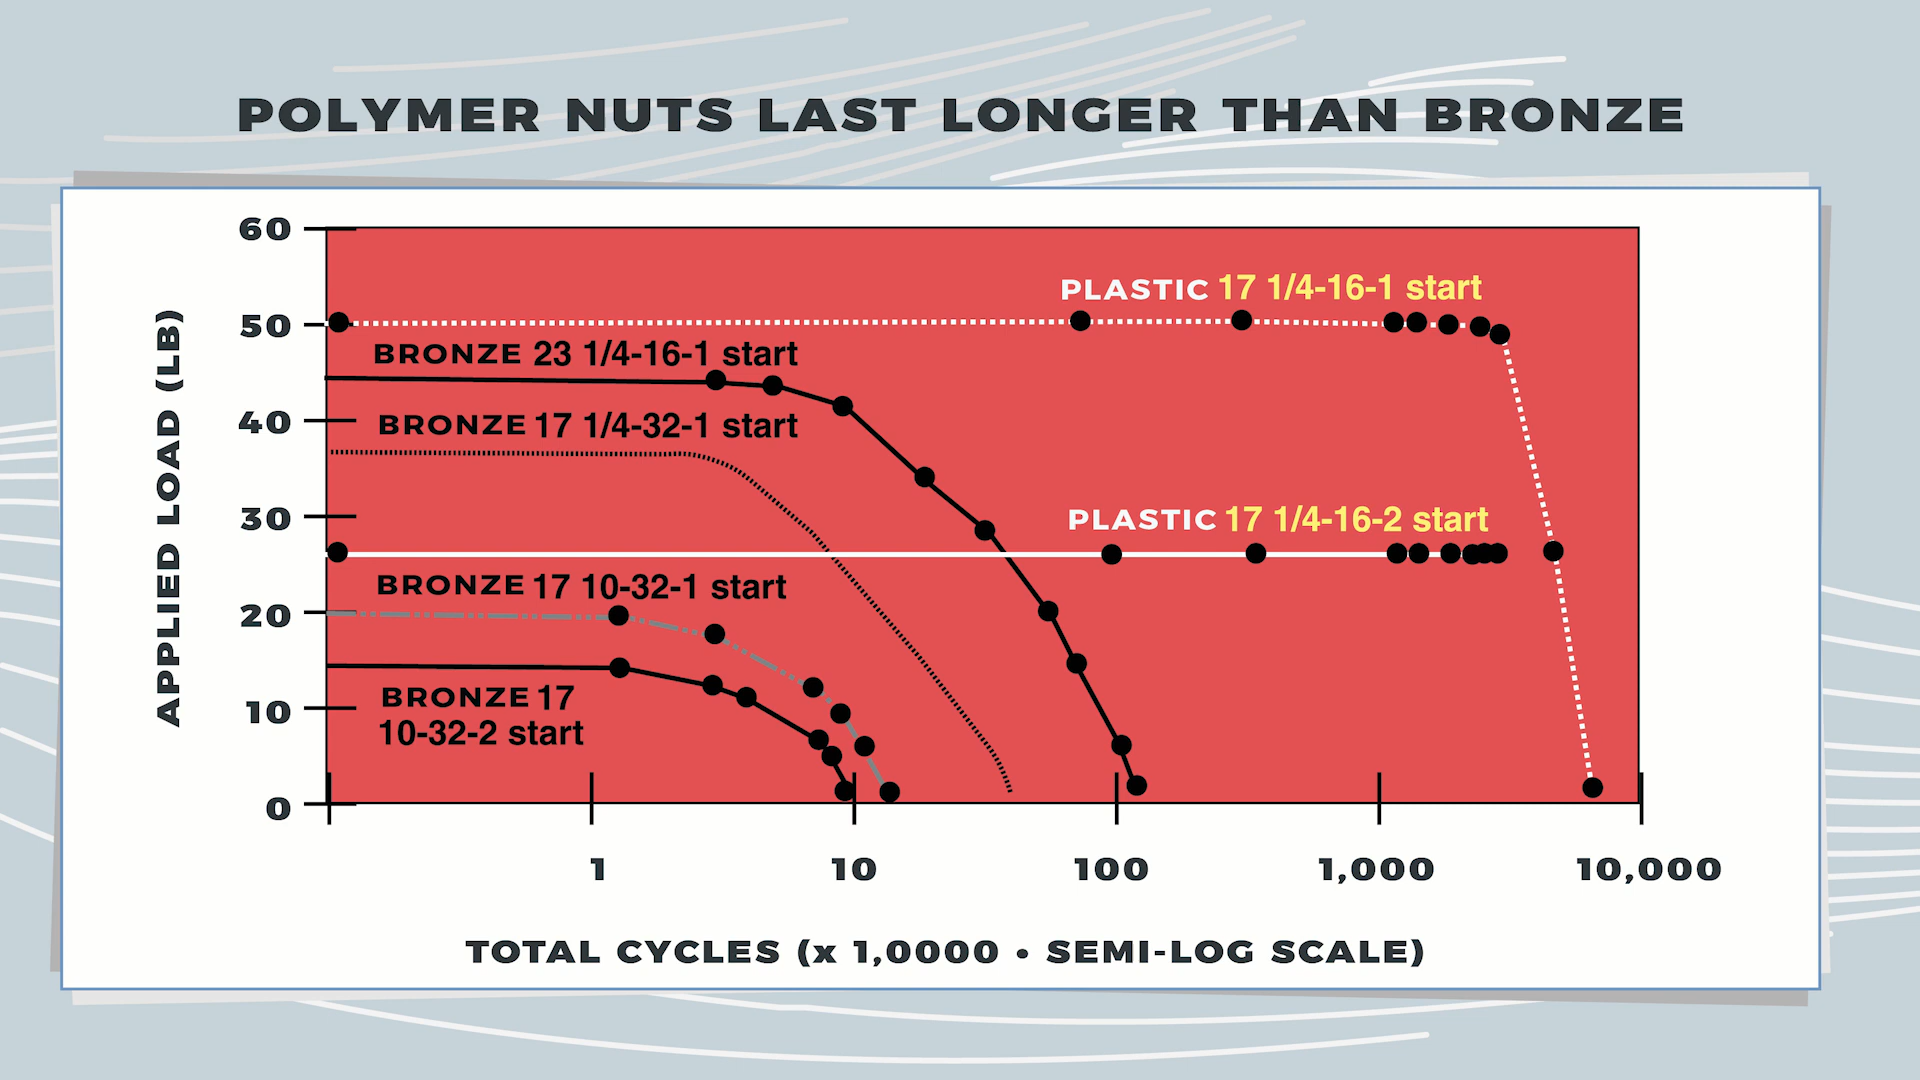 POLYMER NUTS LAST LONGER THAN BRONZE
60
PLASTIC 17 1/4-16-1 start
50
BRONZE 23 1/4-16-1 start
40
BRONZE 17 1/4-32-1 start
30
PLASTIC 17 1/4-16-2 start
BRONZE 17 10-32-1 start
20
BRONZE 17
10-32-2 start
10
0
APPLIED LOAD (LB)
1
10
100
1,000
10,000
TOTAL CYCLES (x 1,0000 • SEMI-LOG SCALE)